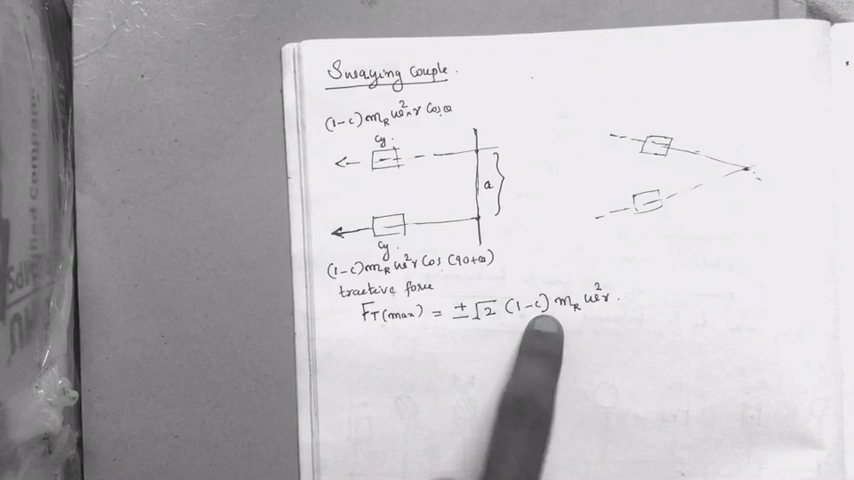 Swaying Couple.
(1-c) m_R ω² r Cosθ
Cy.
a
Cy.
(1-c) m_R ω² r Cos (90+θ)
tractive force
F_T(max) = ± √2 (1-c) m_R ω² r.